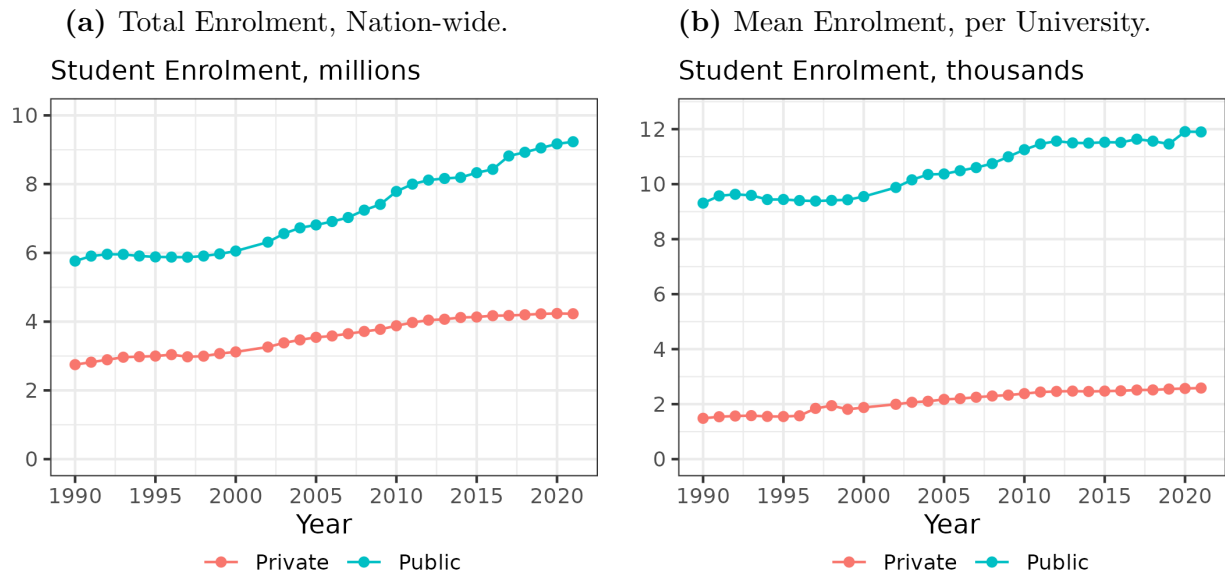 (a) Total Enrolment, Nation-wide.
Student Enrolment, millions
10
8
6
4
2
0
1990 1995 2000 2005 2010 2015 2020
Year
Private Public
(b) Mean Enrolment, per University.
Student Enrolment, thousands
12
10
8
6
4
2
0
1990 1995 2000 2005 2010 2015 2020
Year
Private Public